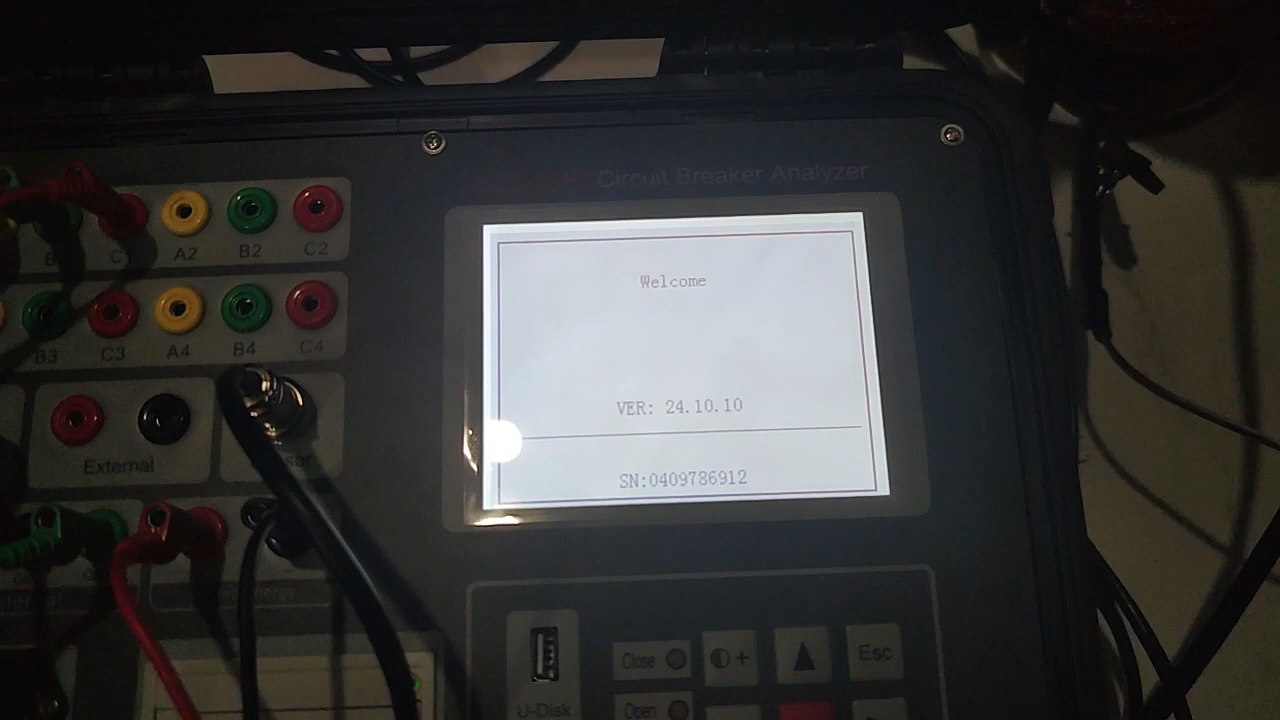 Circuit Breaker Analyzer
A2 B2 C2
B3 C3 A4 B4 C4
External
Welcome
VER: 24.10.10
SN:0409786912
Close
Esc
U-Disk
Open